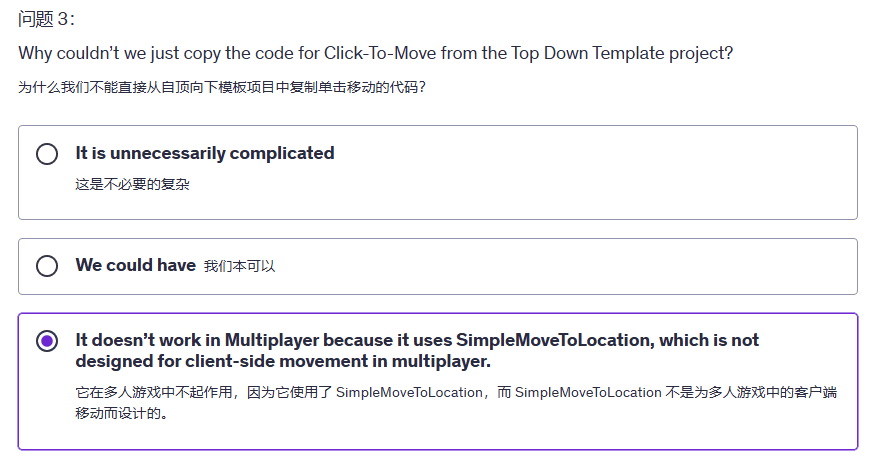 问题 3：
Why couldn’t we just copy the code for Click-To-Move from the Top Down Template project?
为什么我们不能直接从自顶向下模板项目中复制单击移动的代码？
It is unnecessarily complicated
这是不必要的复杂
We could have 我们本可以
It doesn’t work in Multiplayer because it uses SimpleMoveToLocation, which is not
designed for client-side movement in multiplayer.
它在多人游戏中不起作用，因为它使用了 SimpleMoveToLocation，而 SimpleMoveToLocation 不是为多人游戏中的客户端
移动而设计的。